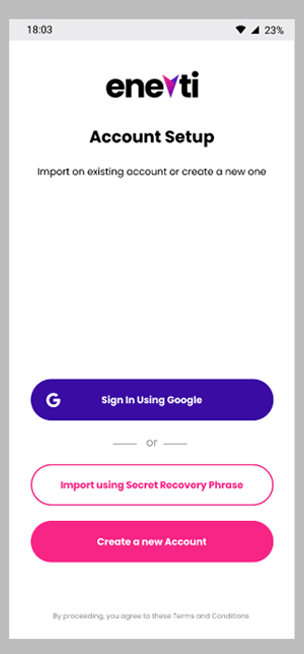 18:03
23%
enevti
Account Setup
Import on existing account or create a new one
Sign In Using Google
or
Import using Secret Recovery Phrase
Create a new Account
By proceeding, you agree to these Terms and Conditions